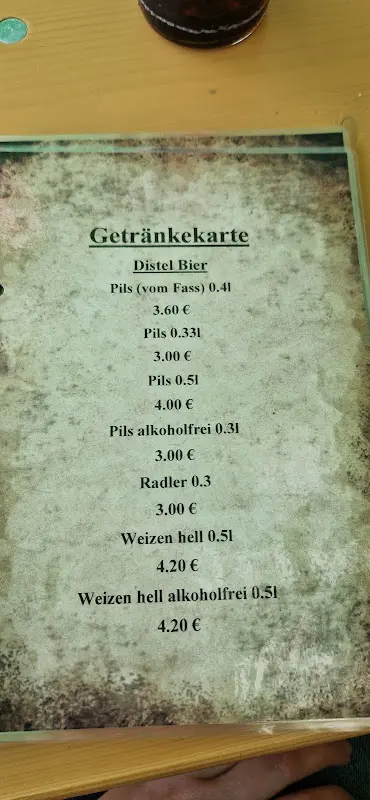 Getränkekarte
Distel Bier
Pils (vom Fass) 0.4l
3.60 €
Pils 0.33l
3.00 €
Pils 0.5l
4.00 €
Pils alkoholfrei 0.3l
3.00 €
Radler 0.3
3.00 €
Weizen hell 0.5l
4.20 €
Weizen hell alkoholfrei 0.5l
4.20 €